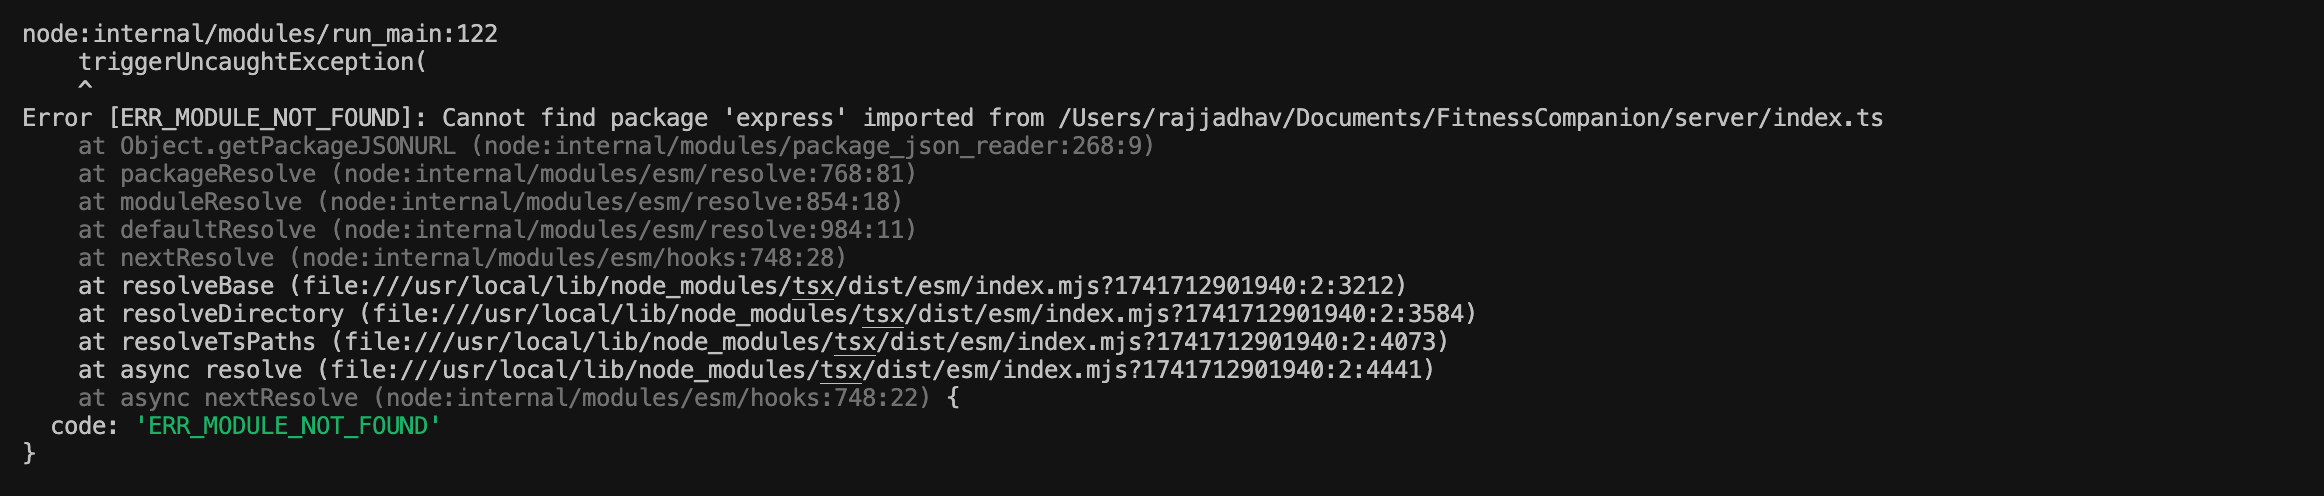 node:internal/modules/run_main:122
    triggerUncaughtException(
    ^
Error [ERR_MODULE_NOT_FOUND]: Cannot find package 'express' imported from /Users/rajjadhav/Documents/FitnessCompanion/server/index.ts
    at Object.getPackageJSONURL (node:internal/modules/package_json_reader:268:9)
    at packageResolve (node:internal/modules/esm/resolve:768:81)
    at moduleResolve (node:internal/modules/esm/resolve:854:18)
    at defaultResolve (node:internal/modules/esm/resolve:984:11)
    at nextResolve (node:internal/modules/esm/hooks:748:28)
    at resolveBase (file:///usr/local/lib/node_modules/tsx/dist/esm/index.mjs?1741712901940:2:3212)
    at resolveDirectory (file:///usr/local/lib/node_modules/tsx/dist/esm/index.mjs?1741712901940:2:3584)
    at resolveTsPaths (file:///usr/local/lib/node_modules/tsx/dist/esm/index.mjs?1741712901940:2:4073)
    at async resolve (file:///usr/local/lib/node_modules/tsx/dist/esm/index.mjs?1741712901940:2:4441)
    at async nextResolve (node:internal/modules/esm/hooks:748:22) {
  code: 'ERR_MODULE_NOT_FOUND'
}